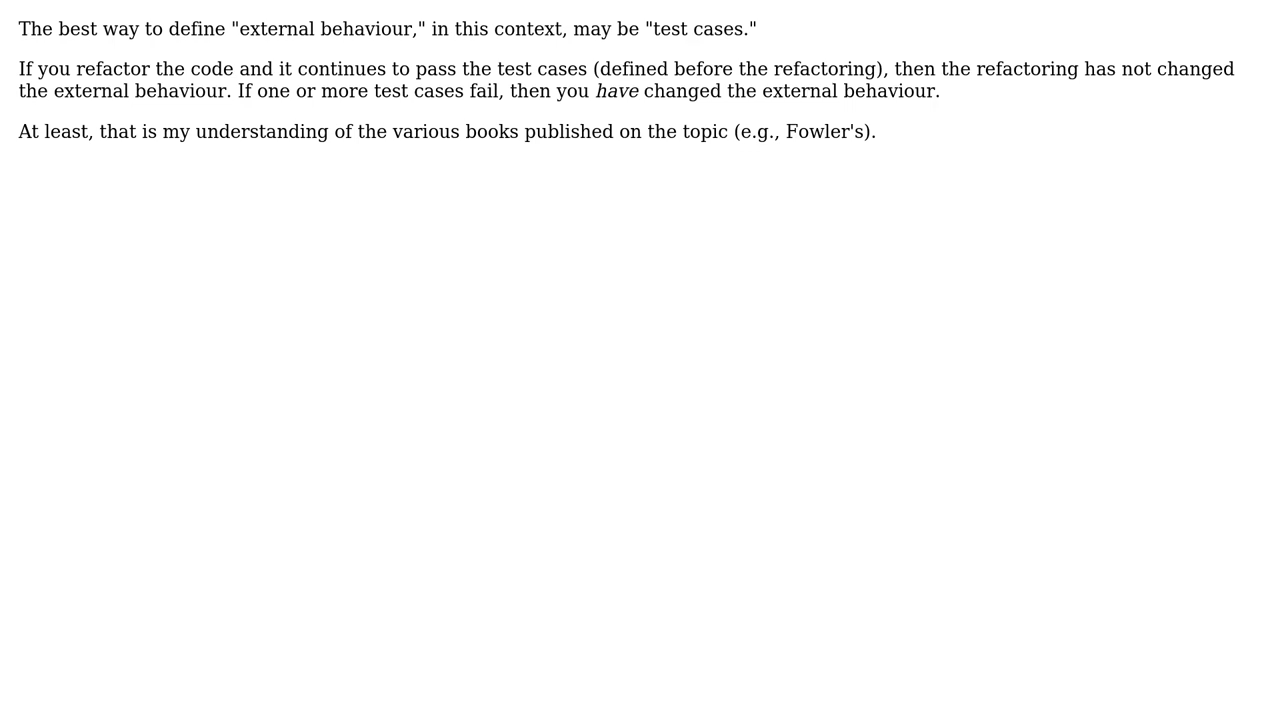 The best way to define "external behaviour," in this context, may be "test cases."
If you refactor the code and it continues to pass the test cases (defined before the refactoring), then the refactoring has not changed
the external behaviour. If one or more test cases fail, then you have changed the external behaviour.
At least, that is my understanding of the various books published on the topic (e.g., Fowler's).